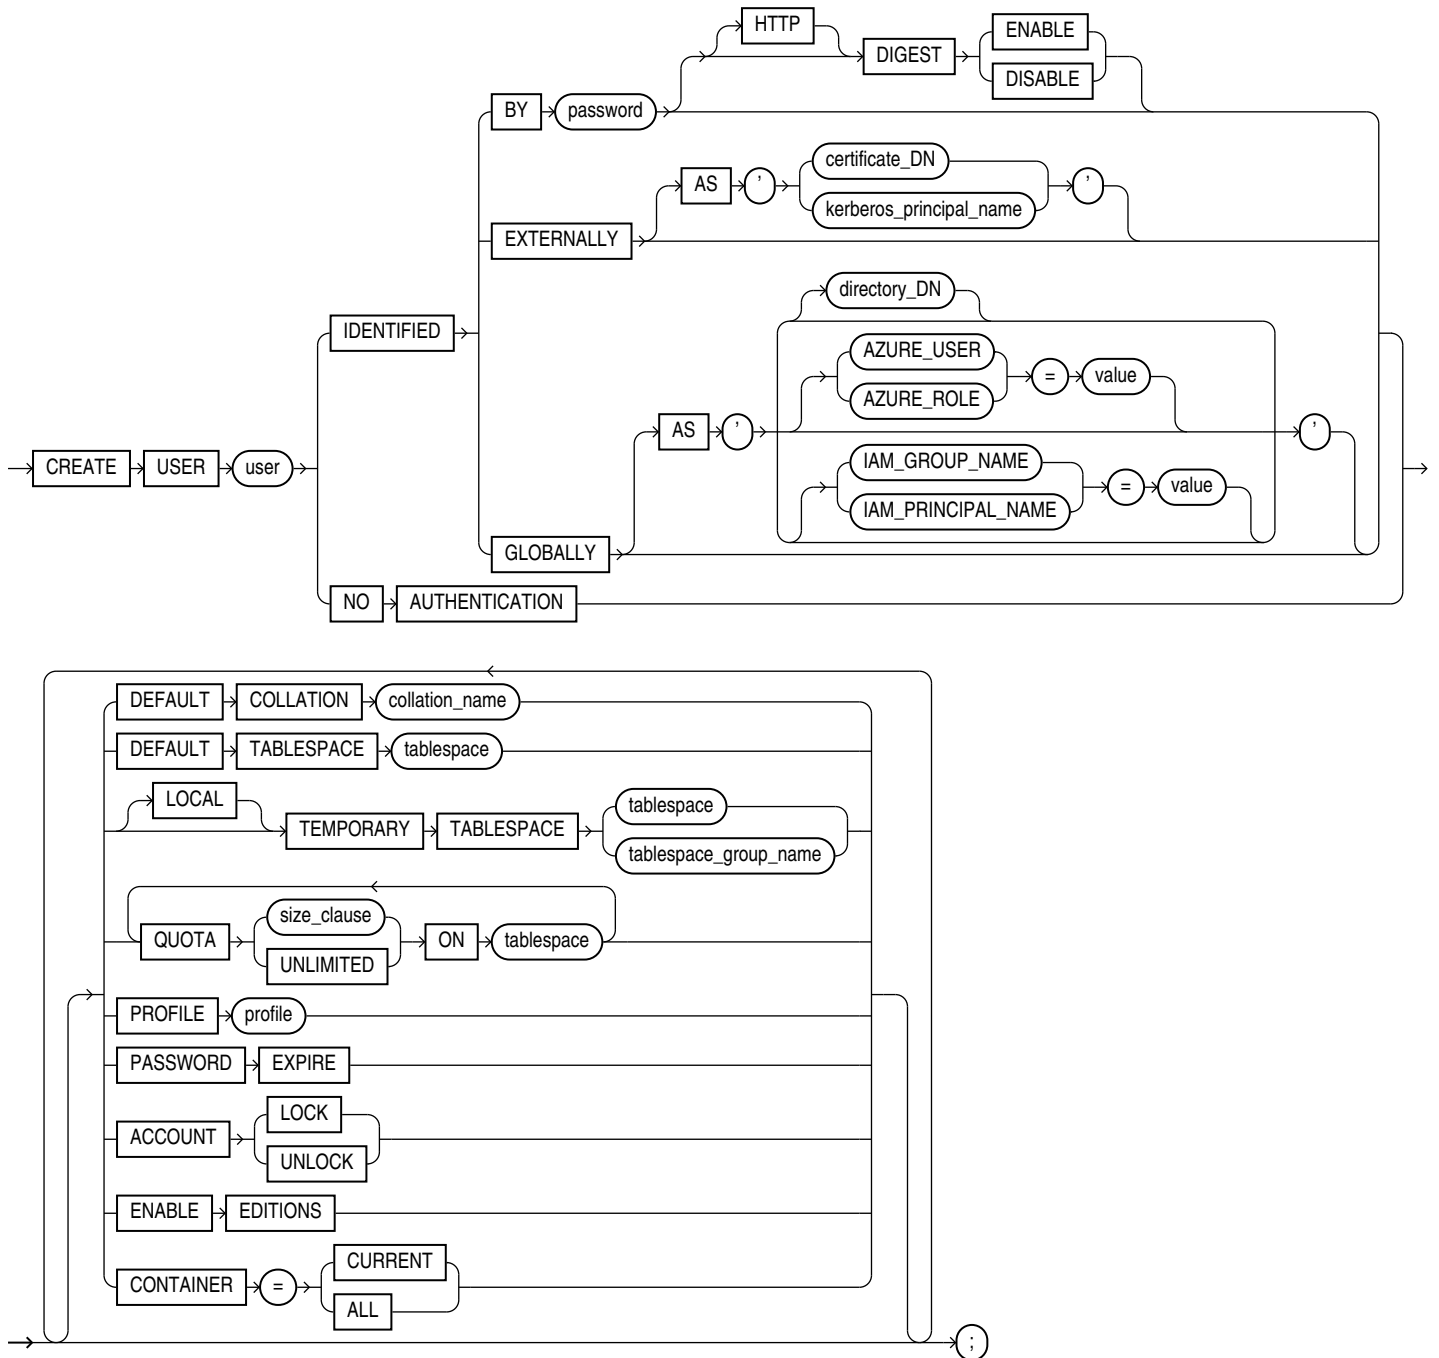 HTTP
DIGEST
ENABLE
DISABLE
BY password
AS ' certificate_DN '
kerberos_principal_name
EXTERNALLY
directory_DN
IDENTIFIED
AZURE_USER
= value
AZURE_ROLE
AS ' '
CREATE USER user
IAM_GROUP_NAME
= value
IAM_PRINCIPAL_NAME
GLOBALLY
NO AUTHENTICATION
DEFAULT COLLATION collation_name
DEFAULT TABLESPACE tablespace
LOCAL
TEMPORARY TABLESPACE tablespace
tablespace_group_name
QUOTA size_clause ON tablespace
UNLIMITED
PROFILE profile
PASSWORD EXPIRE
ACCOUNT LOCK
UNLOCK
ENABLE EDITIONS
CONTAINER = CURRENT
ALL
;